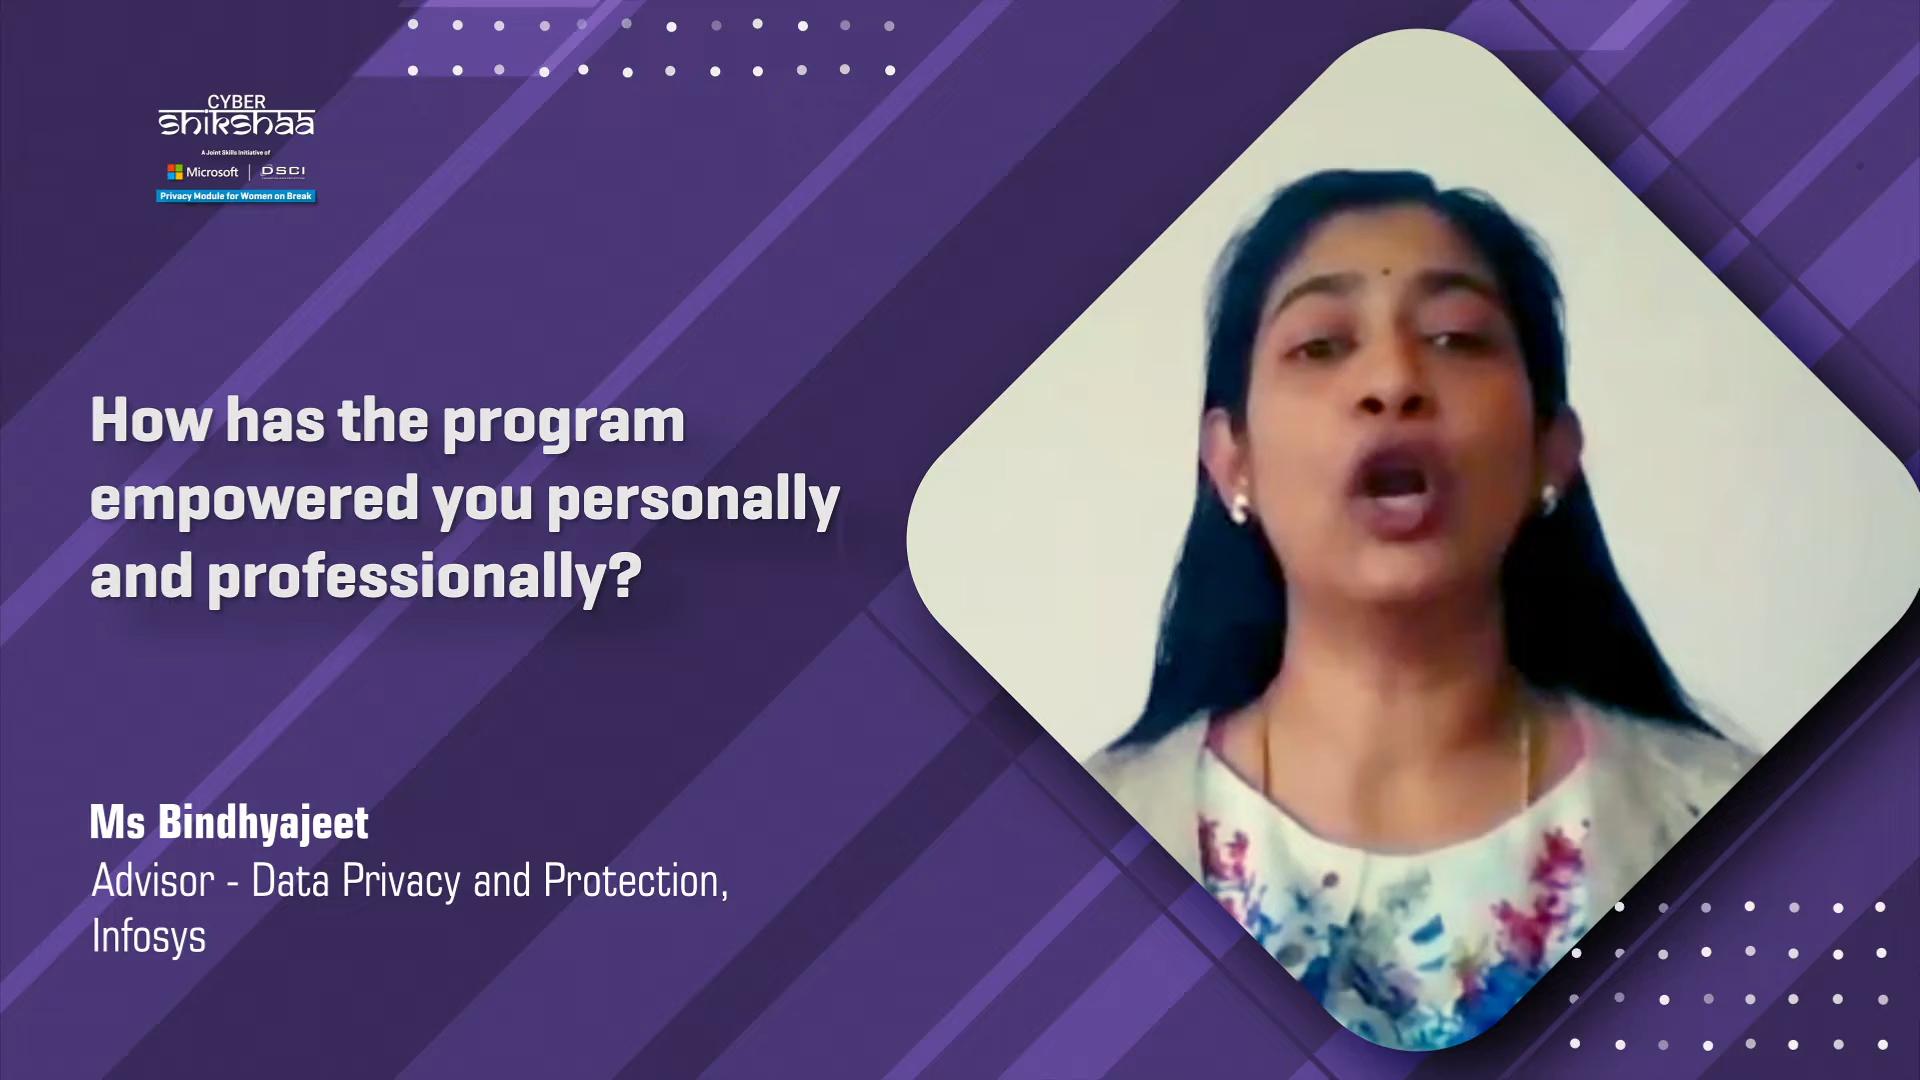 CYBER
shikshaa
A Joint Skills Initiative of
Microsoft | DSCI
Privacy Module for Women on Break
How has the program
empowered you personally
and professionally?
Ms Bindhyajeet
Advisor - Data Privacy and Protection,
Infosys